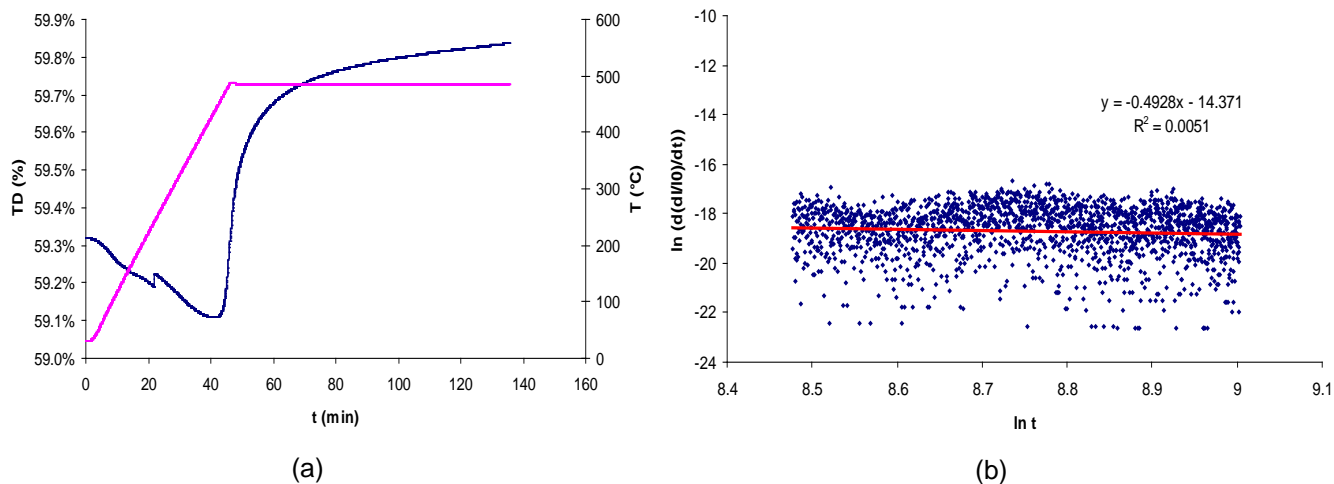 59.9%
59.8%
59.7%
59.6%
59.5%
59.4%
59.3%
59.2%
59.1%
59.0%
TD (%)
600
500
400
300
200
100
0
T (°C)
0 20 40 60 80 100 120 140 160
t (min)
(a)
-10
-12
-14
-16
-18
-20
-22
-24
ln (d(dl/l0)/dt))
y = -0.4928x - 14.371
R² = 0.0051
8.4 8.5 8.6 8.7 8.8 8.9 9 9.1
ln t
(b)